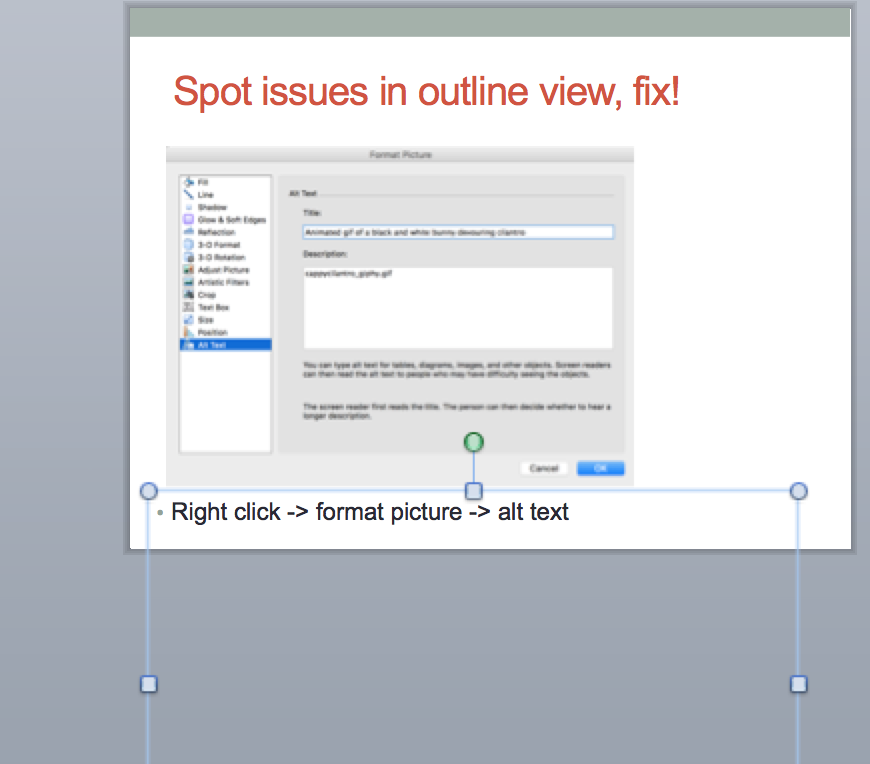 Spot issues in outline view, fix!
Format Picture
Fill
Line
Shadow
Glow & Soft Edges
Reflection
3-D Format
3-D Rotation
Adjust Picture
Artistic Filters
Crop
Text Box
Size
Position
Alt Text
Alt Text
Title:
Animated gif of a black and white bunny devouring cilantro
Description:
cappycilantro_giphy.gif
You can type alt text for tables, diagrams, images, and other objects. Screen readers
can then read the alt text to people who may have difficulty seeing the objects.
The screen reader first reads the title. The person can then decide whether to hear a
longer description.
Cancel
OK
• Right click -> format picture -> alt text